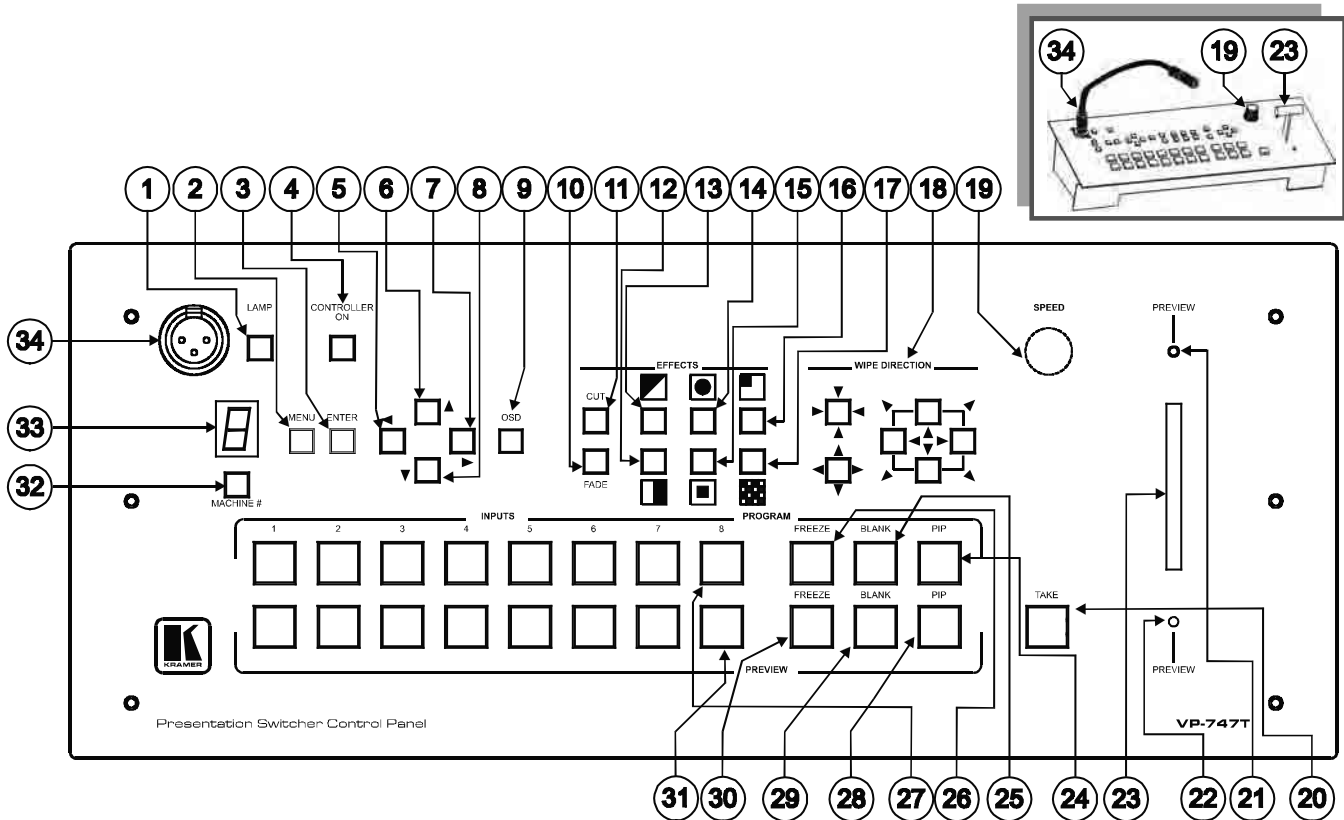 34 19 23
1 2 3 4 5 6 7 8 9 10 11 12 13 14 15 16 17 18 19
LAMP
CONTROLLER
ON
SPEED
PREVIEW
34
EFFECTS
WIPE DIRECTION
CUT
33
8
MENU ENTER
OSD
32
MACHINE #
FADE
23
INPUTS
PROGRAM
1 2 3 4 5 6 7 8 FREEZE BLANK PIP
FREEZE BLANK PIP
TAKE
K
KRAMER
PREVIEW
PREVIEW
Presentation Switcher Control Panel
VP-747T
31 30 29 28 27 26 25 24 23 22 21 20